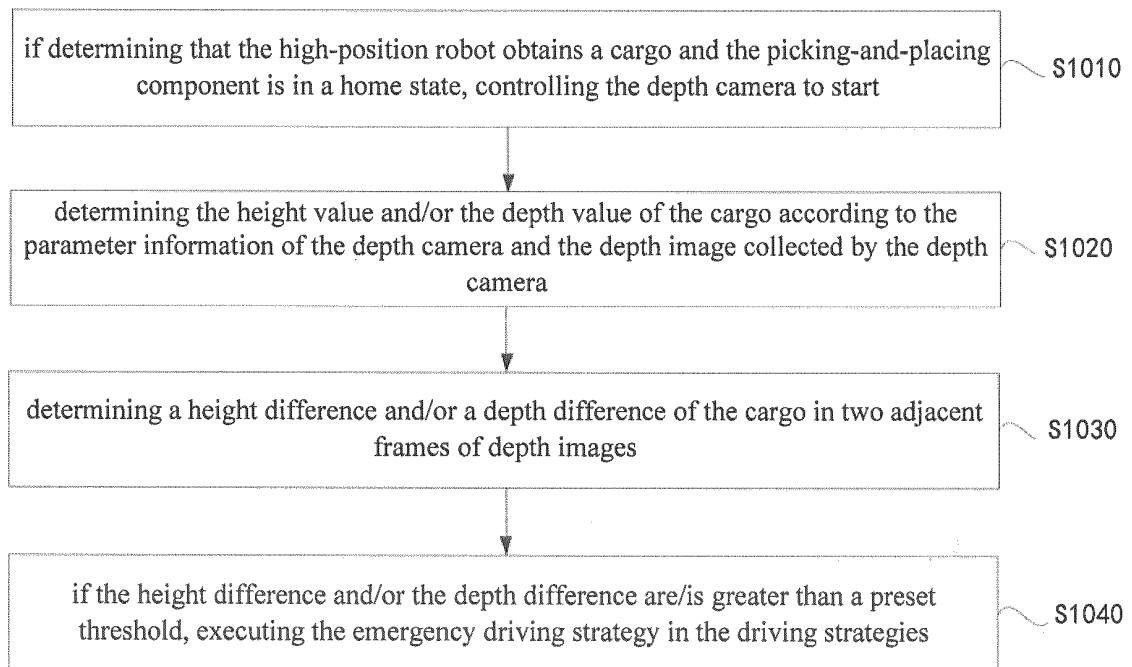 if determining that the high-position robot obtains a cargo and the picking-and-placing
component is in a home state, controlling the depth camera to start
S1010
determining the height value and/or the depth value of the cargo according to the
parameter information of the depth camera and the depth image collected by the depth
camera
S1020
determining a height difference and/or a depth difference of the cargo in two adjacent
frames of depth images
S1030
if the height difference and/or the depth difference are/is greater than a preset
threshold, executing the emergency driving strategy in the driving strategies
S1040